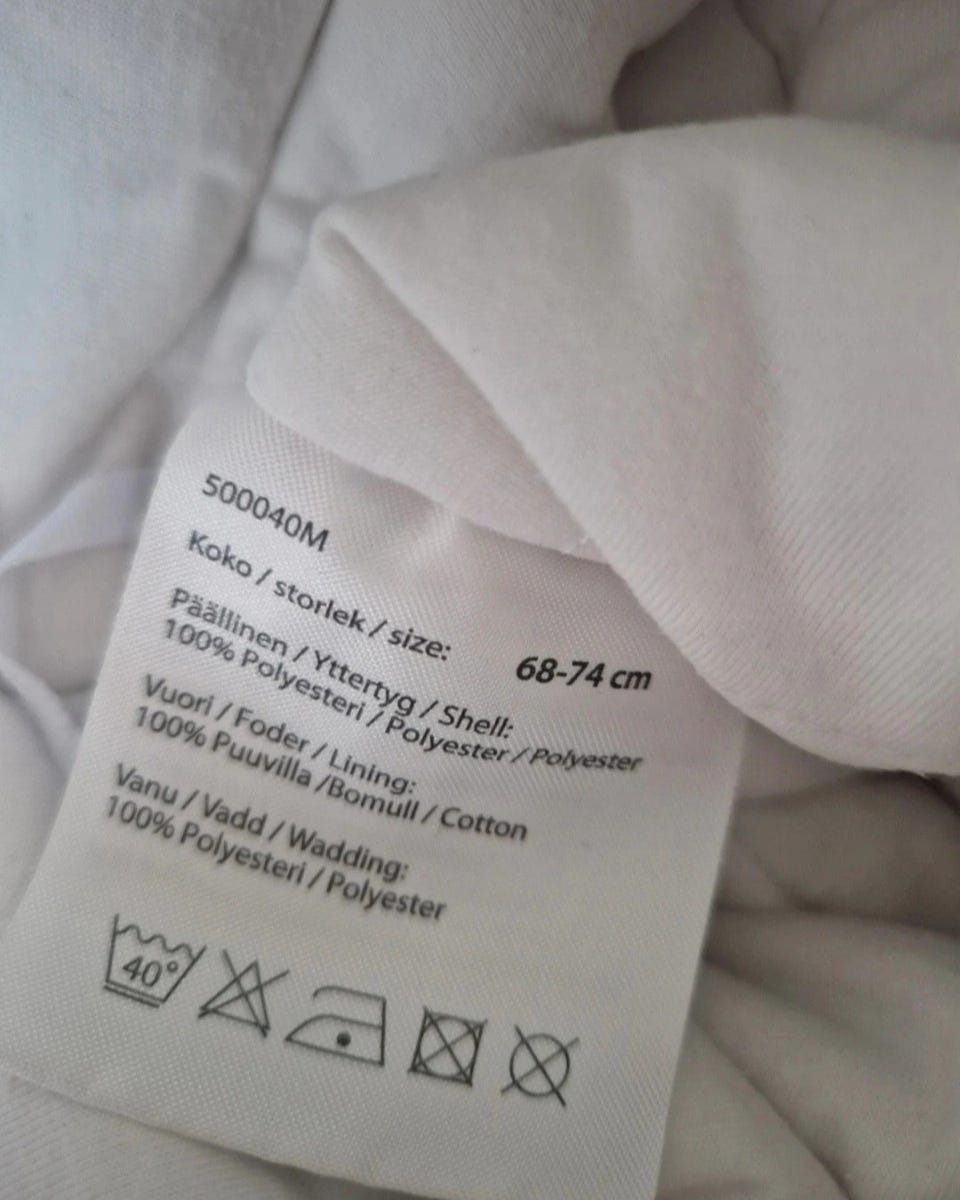 500040M
Koko / storlek / size: 68-74 cm
Päällinen / Yttertyg / Shell:
100% Polyesteri / Polyester / Polyester
Vuori / Foder / Lining:
100% Puuvilla /Bomull / Cotton
Vanu / Vadd / Wadding:
100% Polyesteri / Polyester
40°